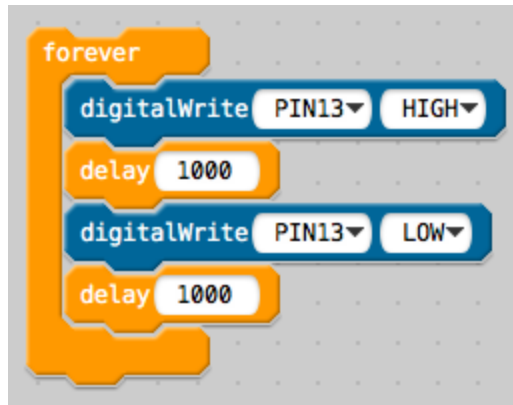 forever
digitalWrite PIN13 HIGH
delay 1000
digitalWrite PIN13 LOW
delay 1000